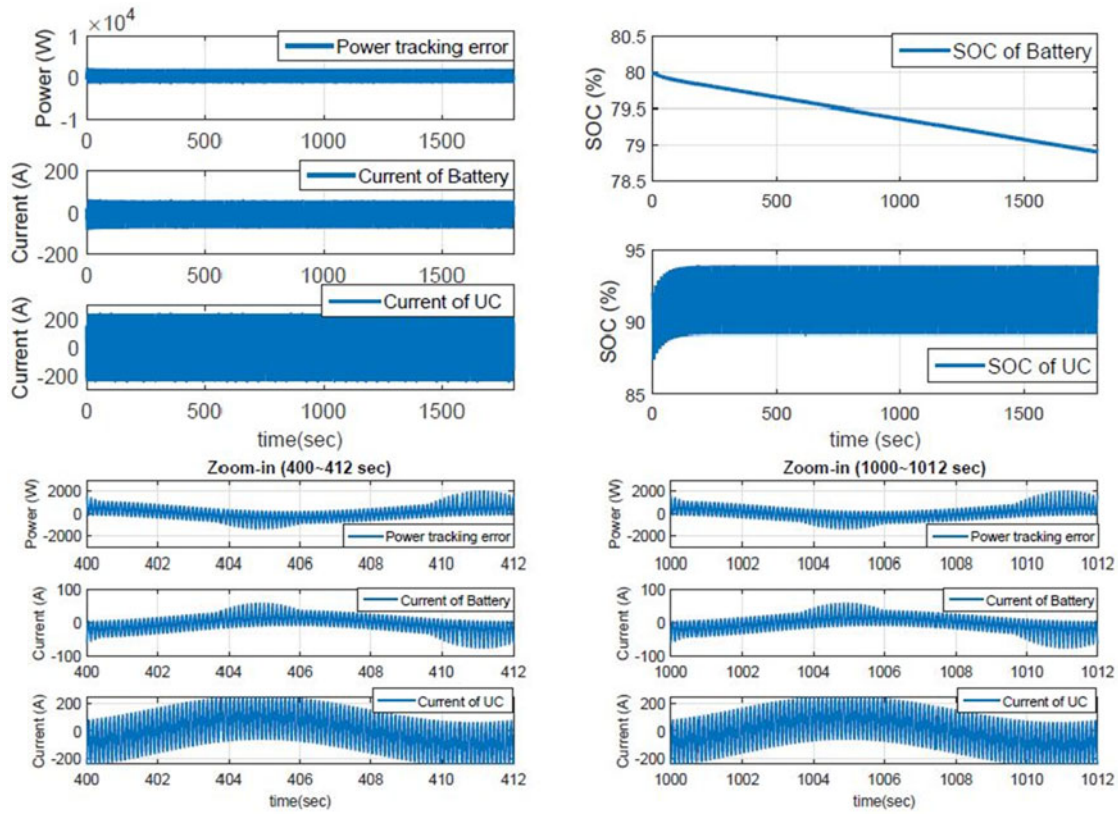 ×10⁴
Power (W)
1
0
-1
Power tracking error
0 500 1000 1500
Current (A)
200
0
-200
Current of Battery
0 500 1000 1500
Current (A)
200
0
-200
Current of UC
0 500 1000 1500
time(sec)
SOC (%)
80.5
80
79.5
79
78.5
SOC of Battery
0 500 1000 1500
SOC (%)
95
90
85
SOC of UC
0 500 1000 1500
time (sec)
Zoom-in (400~412 sec)
Power (W)
2000
0
-2000
Power tracking error
400 402 404 406 408 410 412
Current (A)
100
0
-100
Current of Battery
400 402 404 406 408 410 412
Current (A)
200
0
-200
Current of UC
400 402 404 406 408 410 412
time(sec)
Zoom-in (1000~1012 sec)
Power (W)
2000
0
-2000
Power tracking error
1000 1002 1004 1006 1008 1010 1012
Current (A)
100
0
-100
Current of Battery
1000 1002 1004 1006 1008 1010 1012
Current (A)
200
0
-200
Current of UC
1000 1002 1004 1006 1008 1010 1012
time(sec)